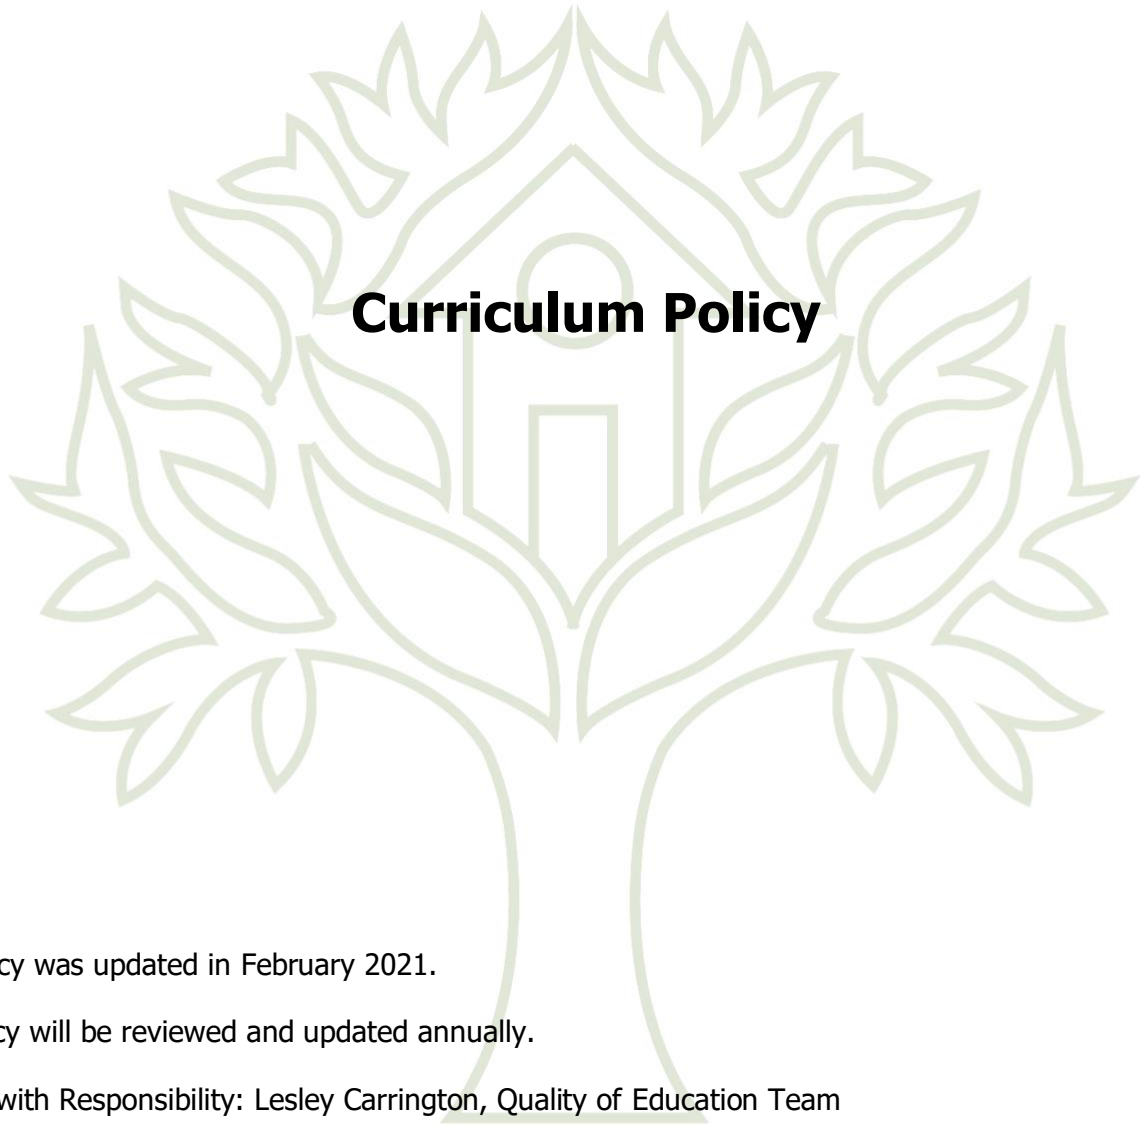 Curriculum Policy
cy was updated in February 2021.
cy will be reviewed and updated annually.
with Responsibility: Lesley Carrington, Quality of Education Team